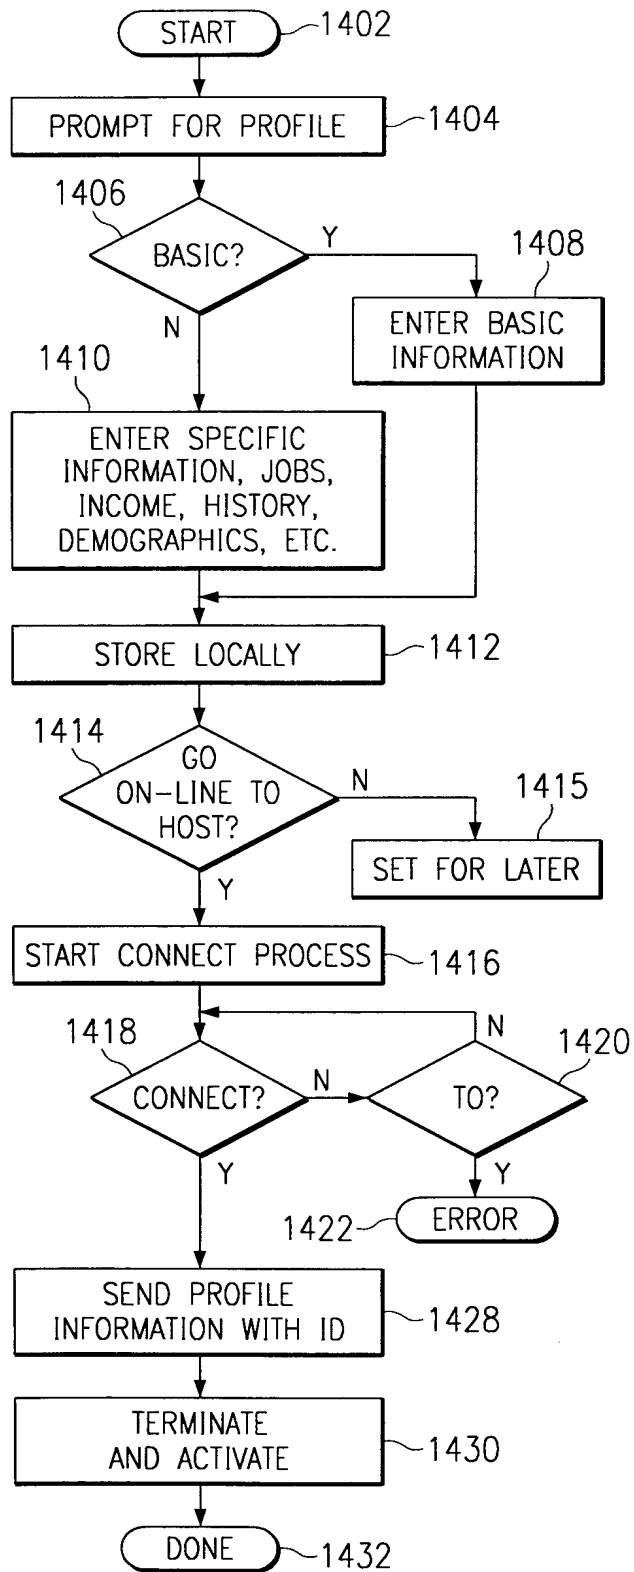 START
1402
PROMPT FOR PROFILE
1404
1406
BASIC?
Y
N
1408
ENTER BASIC
INFORMATION
1410
ENTER SPECIFIC
INFORMATION, JOBS,
INCOME, HISTORY,
DEMOGRAPHICS, ETC.
STORE LOCALLY
1412
1414
GO
ON-LINE TO
HOST?
N
Y
1415
SET FOR LATER
START CONNECT PROCESS
1416
1418
CONNECT?
N
Y
N
1420
TO?
Y
1422
ERROR
SEND PROFILE
INFORMATION WITH ID
1428
TERMINATE
AND ACTIVATE
1430
DONE
1432